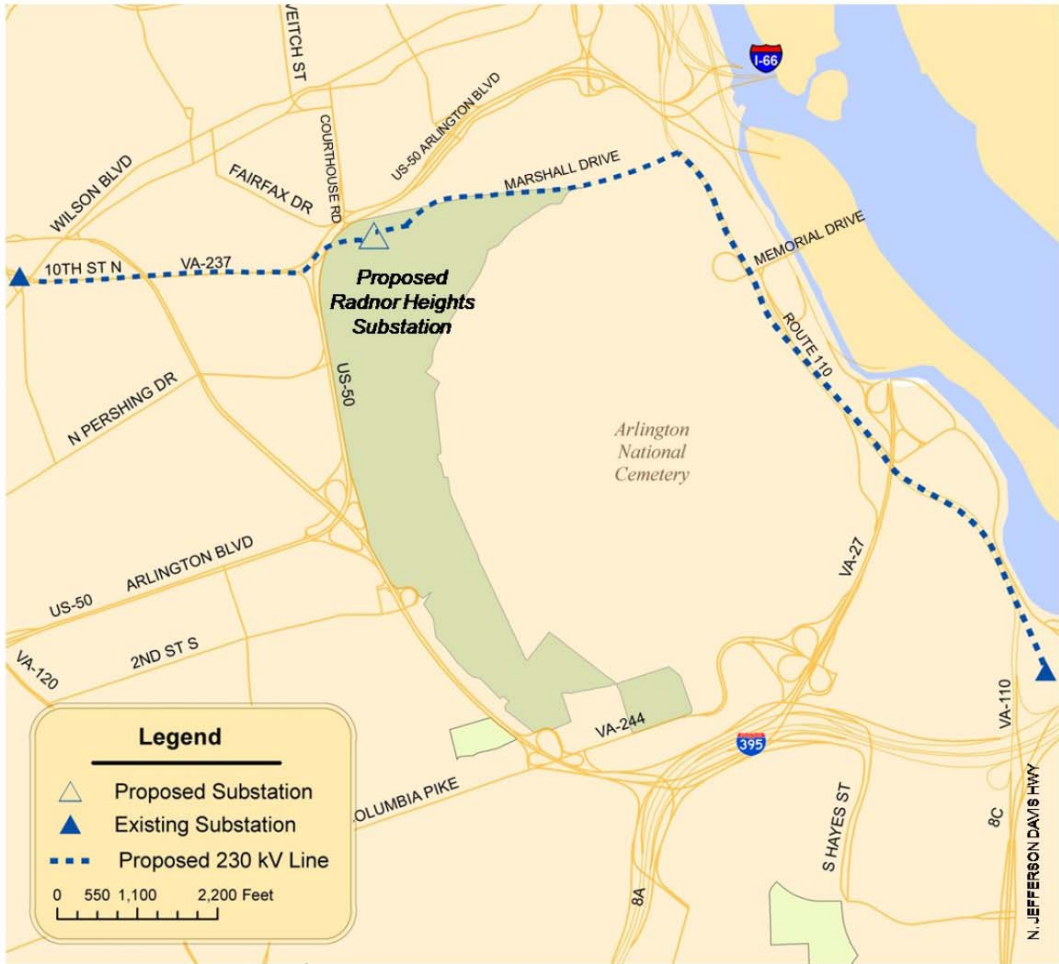 VEITCH ST
I-66
COURTHOUSE RD
US-50 ARLINGTON BLVD
WILSON BLVD
FAIRFAX DR
MARSHALL DRIVE
10TH ST N
VA-237
MEMORIAL DRIVE
Proposed
Radnor Heights
Substation
ROUTE 110
US-50
N PERSHING DR
Arlington
National
Cemetery
VA-27
US-50
ARLINGTON BLVD
2ND ST S
VA-120
VA-244
395
VA-110
OLUMBIA PIKE
S HAYES ST
8A
8C
N. JEFFERSON DAVIS HWY
Legend
Proposed Substation
Existing Substation
Proposed 230 kV Line
0 550 1,100 2,200 Feet